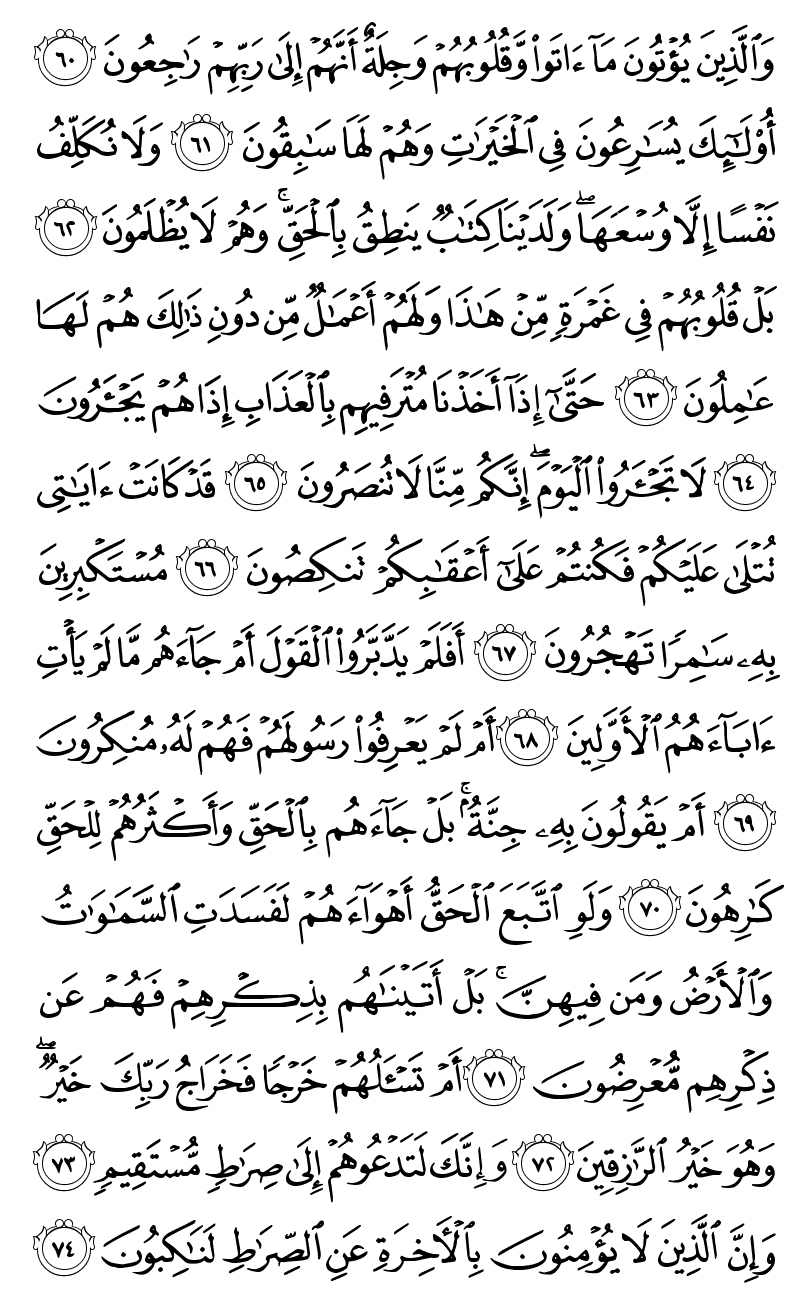 وَٱلَّذِينَ يُؤْتُونَ مَآ ءَاتَوا۟ وَّقُلُوبُهُمْ وَجِلَةٌ أَنَّهُمْ إِلَىٰ رَبِّهِمْ رَٰجِعُونَ ٦٠
أُو۟لَـٰٓئِكَ يُسَـٰرِعُونَ فِى ٱلْخَيْرَٰتِ وَهُمْ لَهَا سَـٰبِقُونَ ٦١ وَلَا نُكَلِّفُ
نَفْسًا إِلَّا وُسْعَهَا ۖ وَلَدَيْنَا كِتَـٰبٌ يَنطِقُ بِٱلْحَقِّ ۚ وَهُمْ لَا يُظْلَمُونَ ٦٢
بَلْ قُلُوبُهُمْ فِى غَمْرَةٍ مِّنْ هَـٰذَا وَلَهُمْ أَعْمَـٰلٌ مِّن دُونِ ذَٰلِكَ هُمْ لَهَا
عَـٰمِلُونَ ٦٣ حَتَّىٰٓ إِذَآ أَخَذْنَا مُتْرَفِيهِم بِٱلْعَذَابِ إِذَا هُمْ يَجْـَٔرُونَ
٦٤ لَا تَجْـَٔرُوا۟ ٱلْيَوْمَ ۖ إِنَّكُم مِّنَّا لَا تُنصَرُونَ ٦٥ قَدْ كَانَتْ ءَايَـٰتِى
تُتْلَىٰ عَلَيْكُمْ فَكُنتُمْ عَلَىٰٓ أَعْقَـٰبِكُمْ تَنكِصُونَ ٦٦ مُسْتَكْبِرِينَ
بِهِۦ سَـٰمِرًا تَهْجُرُونَ ٦٧ أَفَلَمْ يَدَّبَّرُوا۟ ٱلْقَوْلَ أَمْ جَآءَهُم مَّا لَمْ يَأْتِ
ءَابَآءَهُمُ ٱلْأَوَّلِينَ ٦٨ أَمْ لَمْ يَعْرِفُوا۟ رَسُولَهُمْ فَهُمْ لَهُۥ مُنكِرُونَ
٦٩ أَمْ يَقُولُونَ بِهِۦ جِنَّةٌۢ ۚ بَلْ جَآءَهُم بِٱلْحَقِّ وَأَكْثَرُهُمْ لِلْحَقِّ
كَـٰرِهُونَ ٧٠ وَلَوِ ٱتَّبَعَ ٱلْحَقُّ أَهْوَآءَهُمْ لَفَسَدَتِ ٱلسَّمَـٰوَٰتُ
وَٱلْأَرْضُ وَمَن فِيهِنَّ ۚ بَلْ أَتَيْنَـٰهُم بِذِكْرِهِمْ فَهُمْ عَن
ذِكْرِهِم مُّعْرِضُونَ ٧١ أَمْ تَسْـَٔلُهُمْ خَرْجًا فَخَرَاجُ رَبِّكَ خَيْرٌ ۖ
وَهُوَ خَيْرُ ٱلرَّٰزِقِينَ ٧٢ وَإِنَّكَ لَتَدْعُوهُمْ إِلَىٰ صِرَٰطٍ مُّسْتَقِيمٍ ٧٣
وَإِنَّ ٱلَّذِينَ لَا يُؤْمِنُونَ بِٱلْـَٔاخِرَةِ عَنِ ٱلصِّرَٰطِ لَنَـٰكِبُونَ ٧٤